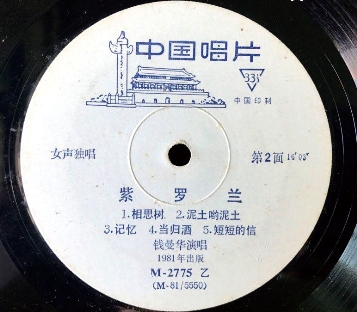 中国唱片
33⅓
中国印制
女声独唱
第2面 16′03″
紫罗兰
1.相思树 2.泥土哟泥土
3.记忆 4.当归酒 5.短短的信
钱曼华演唱
1981年出版
M-2775 乙
(M-81/5550)